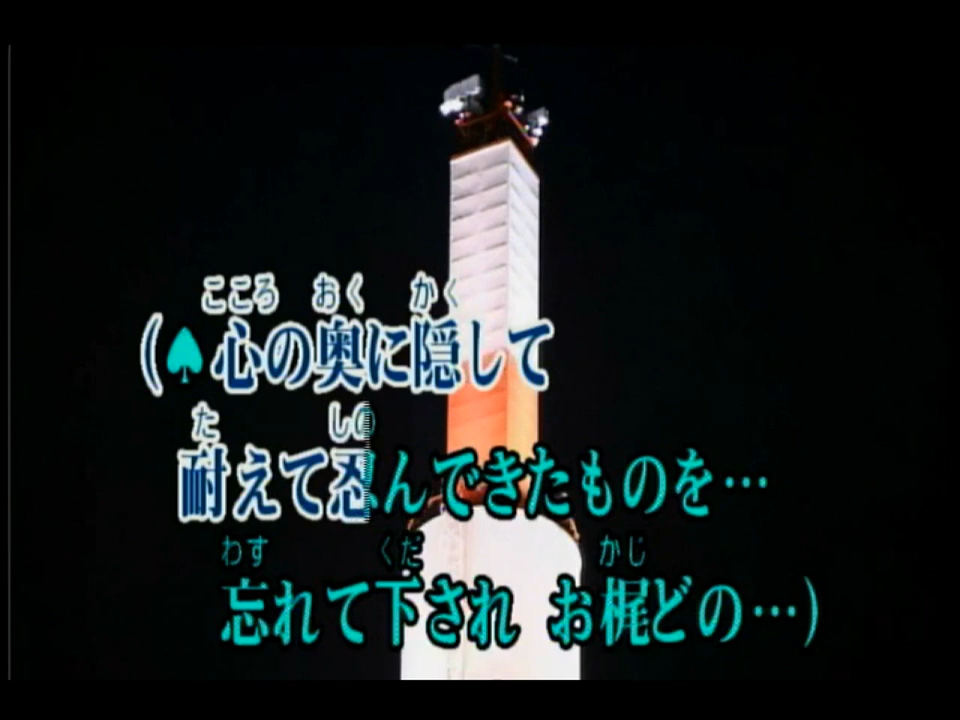 こころ おく かく
(♠心の奥に隠して
た しの
耐えて忍んできたものを…
わす くだ かじ
忘れて下され お梶どの…)